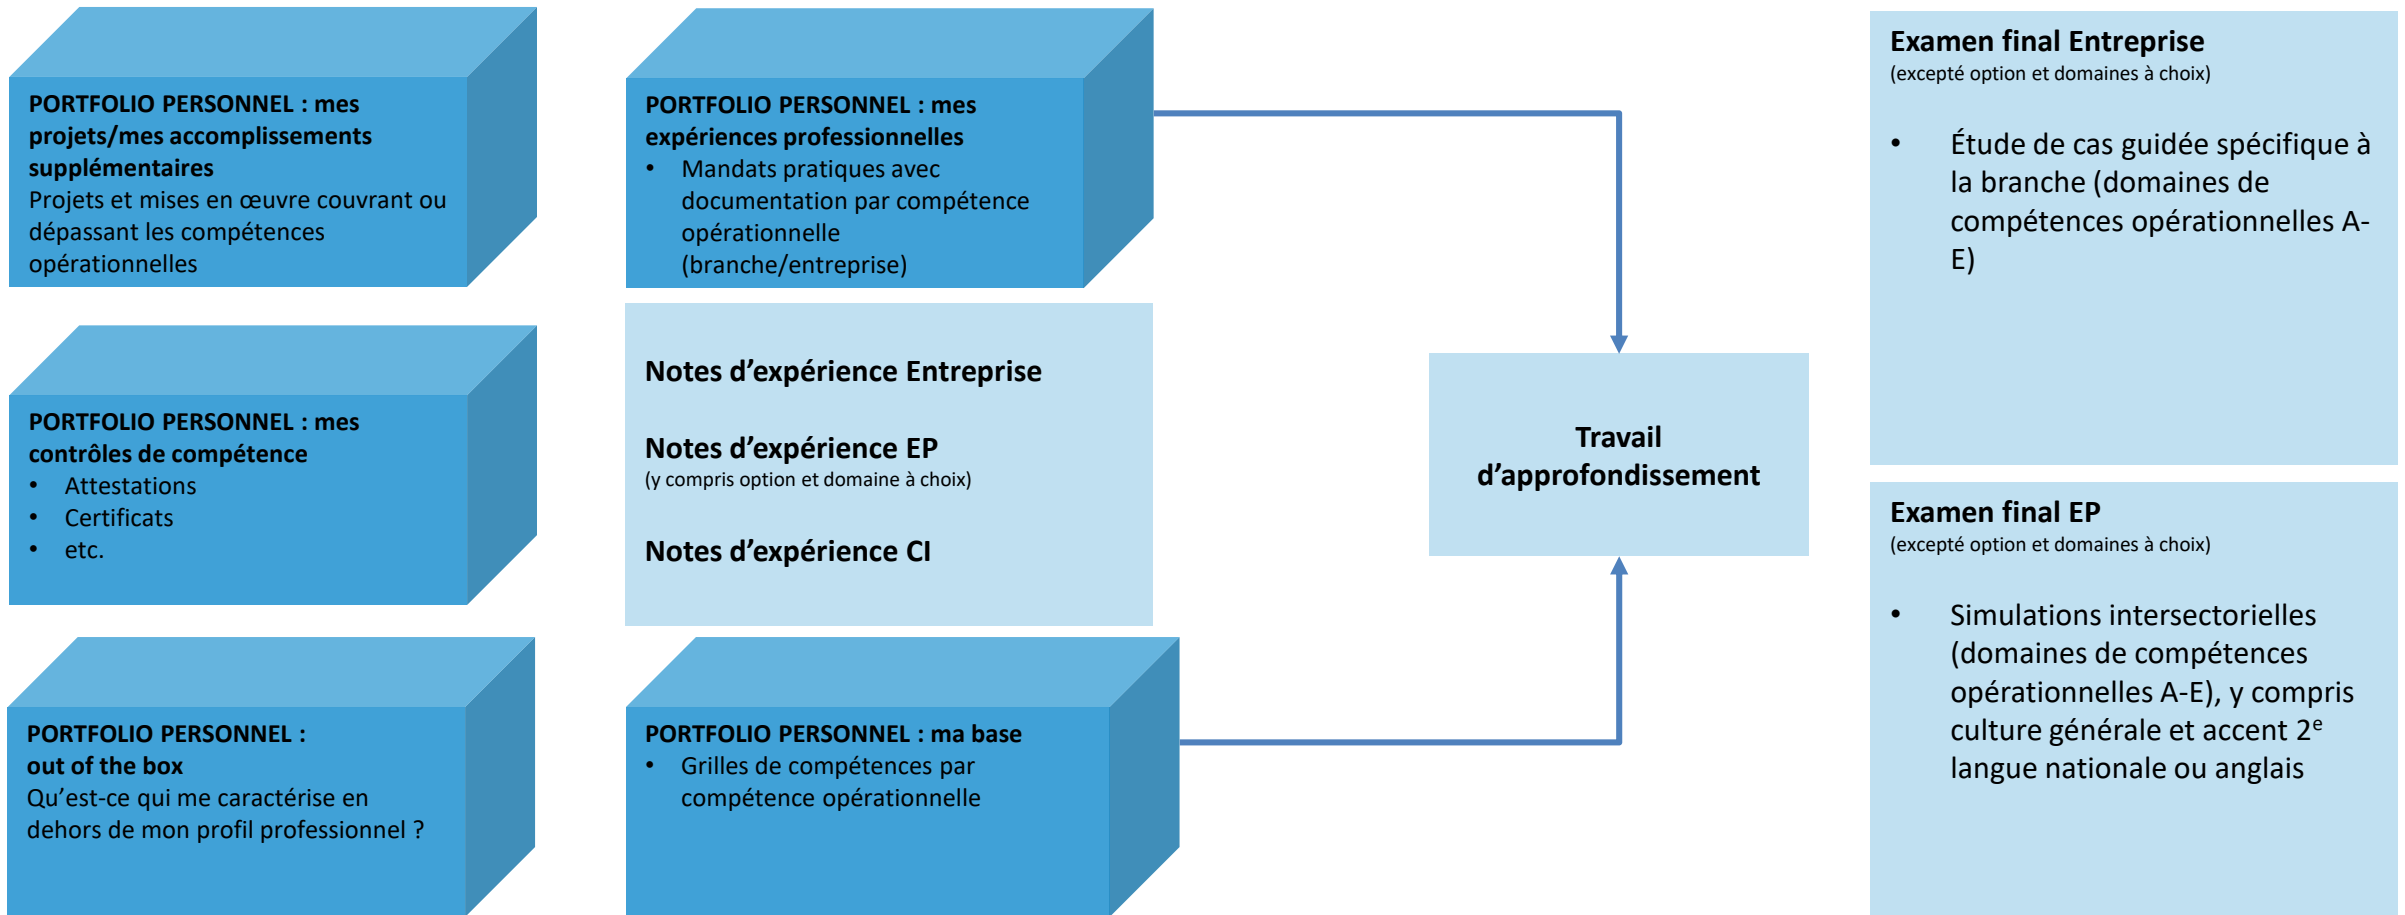 PORTFOLIO PERSONNEL : mes
projets/mes accomplissements
supplémentaires
Projets et mises en œuvre couvrant ou
dépassant les compétences
opérationnelles
PORTFOLIO PERSONNEL : mes
contrôles de compétence
• Attestations
• Certificats
• etc.
PORTFOLIO PERSONNEL :
out of the box
Qu’est-ce qui me caractérise en
dehors de mon profil professionnel ?
PORTFOLIO PERSONNEL : mes
expériences professionnelles
• Mandats pratiques avec
documentation par compétence
opérationnelle
(branche/entreprise)
Notes d’expérience Entreprise
Notes d’expérience EP
(y compris option et domaine à choix)
Notes d’expérience CI
PORTFOLIO PERSONNEL : ma base
• Grilles de compétences par
compétence opérationnelle
Travail
d’approfondissement
Examen final Entreprise
(excepté option et domaines à choix)
• Étude de cas guidée spécifique à
la branche (domaines de
compétences opérationnelles A-
E)
Examen final EP
(excepté option et domaines à choix)
• Simulations intersectorielles
(domaines de compétences
opérationnelles A-E), y compris
culture générale et accent 2e
langue nationale ou anglais